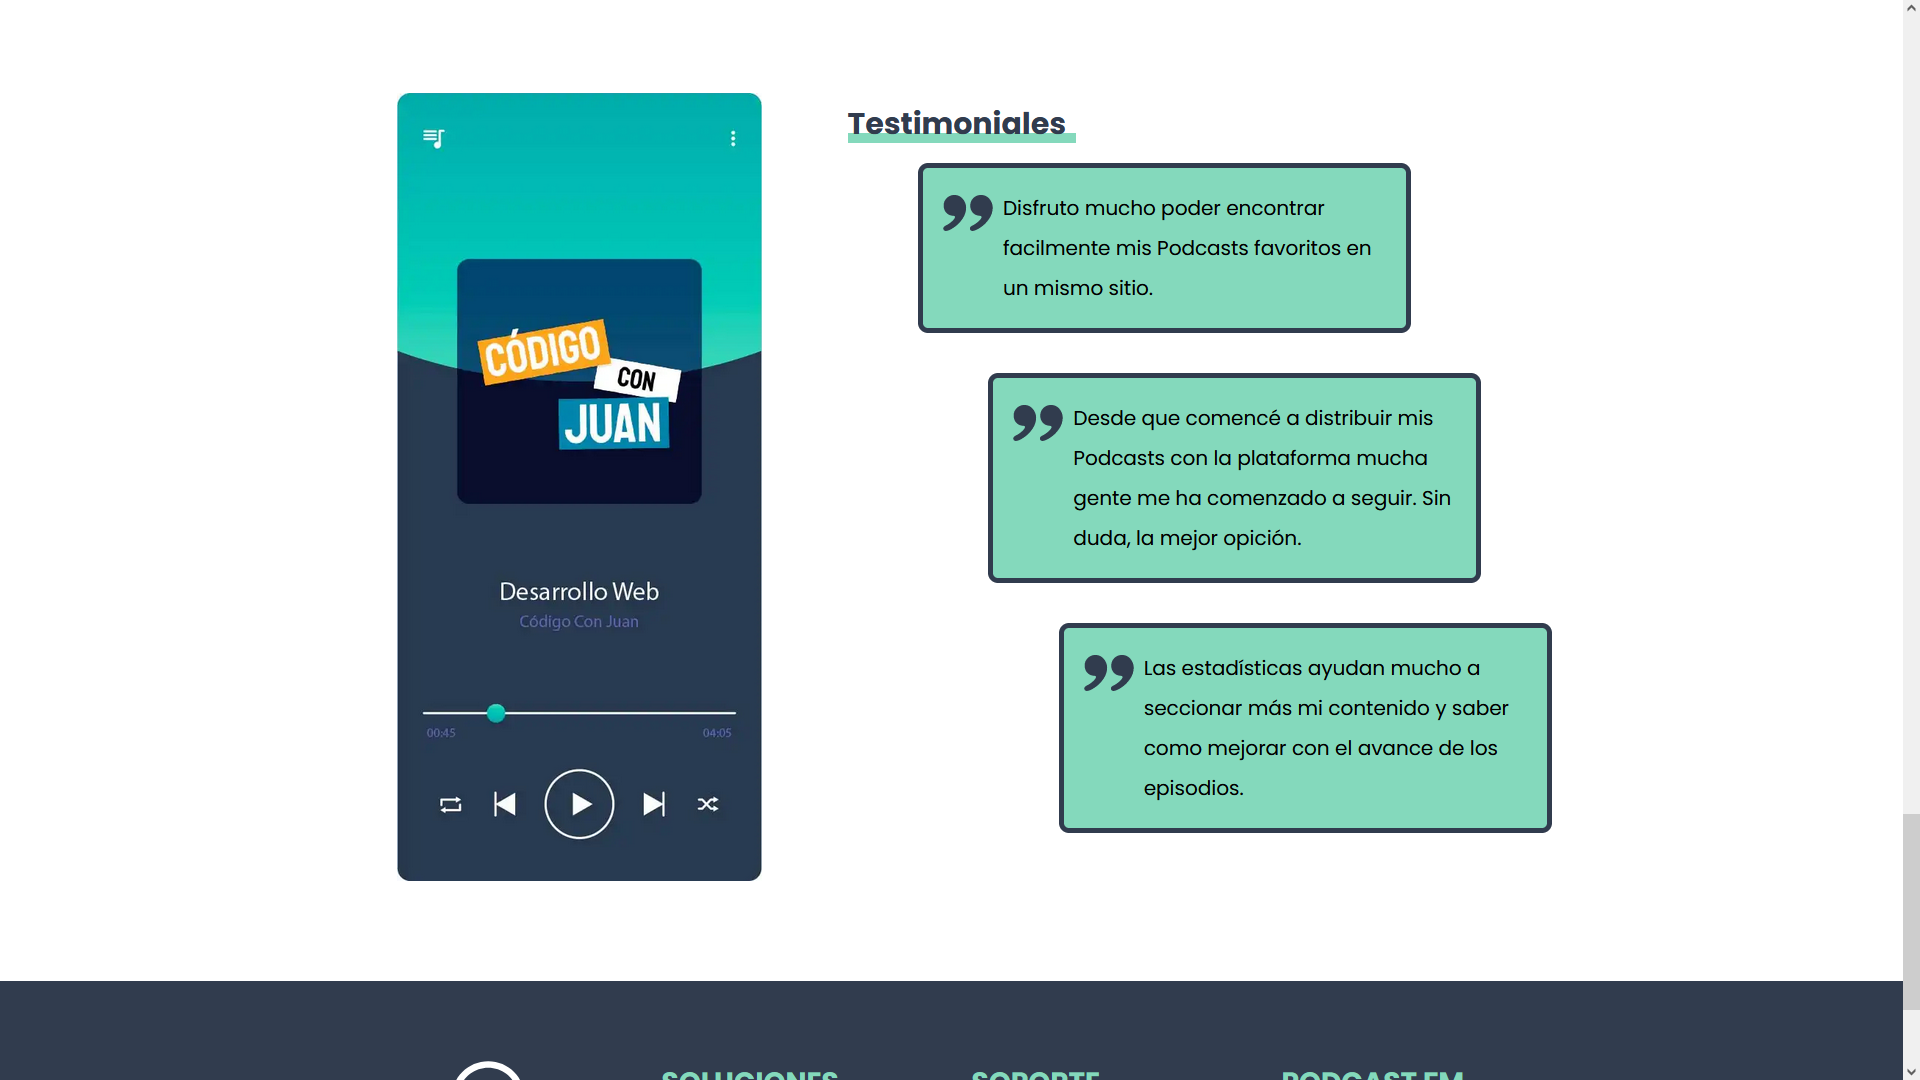 CÓDIGO
CON
JUAN
Desarrollo Web
Código Con Juan
00:45
04:05
Testimoniales
Disfruto mucho poder encontrar
facilmente mis Podcasts favoritos en
un mismo sitio.
Desde que comencé a distribuir mis
Podcasts con la plataforma mucha
gente me ha comenzado a seguir. Sin
duda, la mejor opición.
Las estadísticas ayudan mucho a
seccionar más mi contenido y saber
como mejorar con el avance de los
episodios.
SOLUCIONES
SOPORTE
PODCAST FM